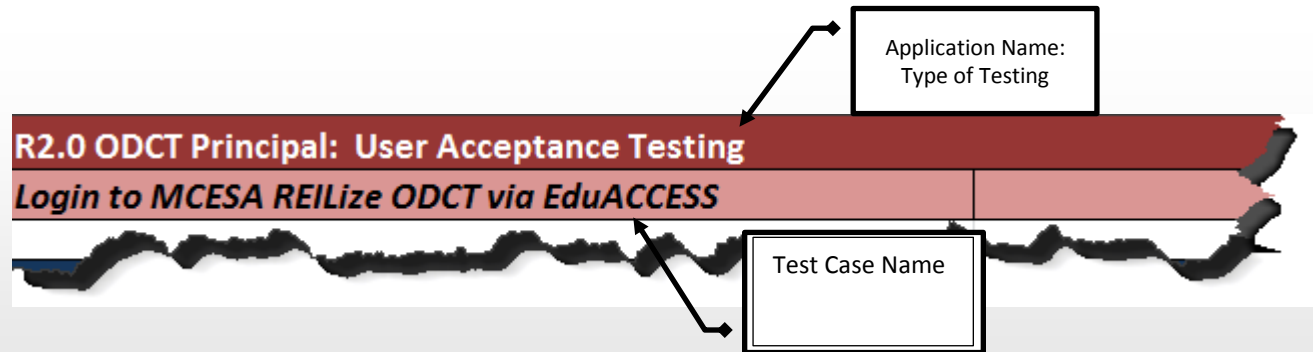 Application Name:
Type of Testing
R2.0 ODCT Principal: User Acceptance Testing
Login to MCESA REILize ODCT via EduACCESS
Test Case Name